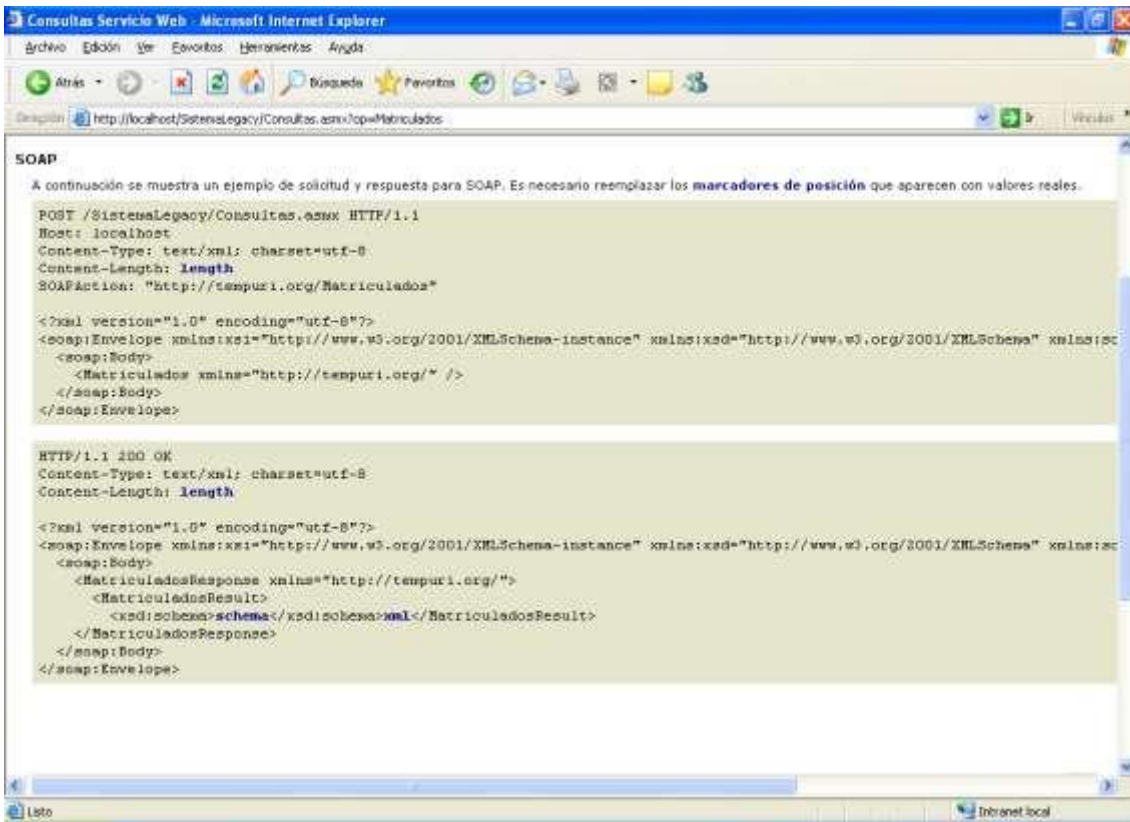 Consultas Servicio Web - Microsoft Internet Explorer
Archivo Edición Ver Favoritos Herramientas Ayuda
Atrás Búsqueda Favoritos
Dirección http://localhost/SistemaLegacy/Consultas.asmx?op=Matriculados Ir Vínculos
SOAP
A continuación se muestra un ejemplo de solicitud y respuesta para SOAP. Es necesario reemplazar los marcadores de posición que aparecen con valores reales.
POST /SistemaLegacy/Consultas.asmx HTTP/1.1
Host: localhost
Content-Type: text/xml; charset=utf-8
Content-Length: length
SOAPAction: "http://tempuri.org/Matriculados"
<?xml version="1.0" encoding="utf-8"?>
<soap:Envelope xmlns:xsi="http://www.w3.org/2001/XMLSchema-instance" xmlns:xsd="http://www.w3.org/2001/XMLSchema" xmlns:so
<soap:Body>
<Matriculados xmlns="http://tempuri.org/" />
</soap:Body>
</soap:Envelope>
HTTP/1.1 200 OK
Content-Type: text/xml; charset=utf-8
Content-Length: length
<?xml version="1.0" encoding="utf-8"?>
<soap:Envelope xmlns:xsi="http://www.w3.org/2001/XMLSchema-instance" xmlns:xsd="http://www.w3.org/2001/XMLSchema" xmlns:so
<soap:Body>
<MatriculadosResponse xmlns="http://tempuri.org/">
<MatriculadosResult>
<xsd:schema>schema</xsd:schema>xml</MatriculadosResult>
</MatriculadosResponse>
</soap:Body>
</soap:Envelope>
Listo Intranet local